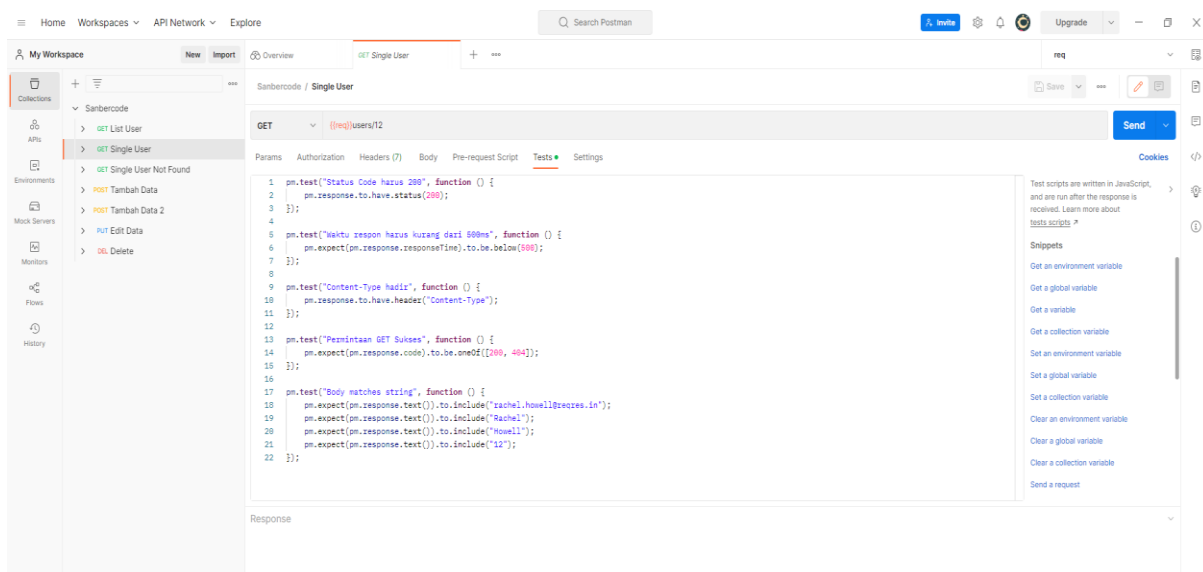 Home Workspaces API Network Explore Search Postman Invite Upgrade
My Workspace New Import Overview GET Single User req
Collections
APIs
Environments
Mock Servers
Monitors
Flows
History
Sanbercode
GET List User
GET Single User
GET Single User Not Found
POST Tambah Data
POST Tambah Data 2
PUT Edit Data
DEL Delete
Sanbercode / Single User Save
GET {{req}}users/12 Send
Params Authorization Headers (7) Body Pre-request Script Tests Settings Cookies
1 pm.test("Status Code harus 200", function () {
2 pm.response.to.have.status(200);
3 });
4
5 pm.test("Waktu respon harus kurang dari 500ms", function () {
6 pm.expect(pm.response.responseTime).to.be.below(500);
7 });
8
9 pm.test("Content-Type hadir", function () {
10 pm.response.to.have.header("Content-Type");
11 });
12
13 pm.test("Permintaan GET Sukses", function () {
14 pm.expect(pm.response.code).to.be.oneOf([200, 404]);
15 });
16
17 pm.test("Body matches string", function () {
18 pm.expect(pm.response.text()).to.include("rachel.howell@reqres.in");
19 pm.expect(pm.response.text()).to.include("Rachel");
20 pm.expect(pm.response.text()).to.include("Howell");
21 pm.expect(pm.response.text()).to.include("12");
22 });
Test scripts are written in JavaScript,
and are run after the response is
received. Learn more about
tests scripts ↗
Snippets
Get an environment variable
Get a global variable
Get a variable
Get a collection variable
Set an environment variable
Set a global variable
Set a collection variable
Clear an environment variable
Clear a global variable
Clear a collection variable
Send a request
Response